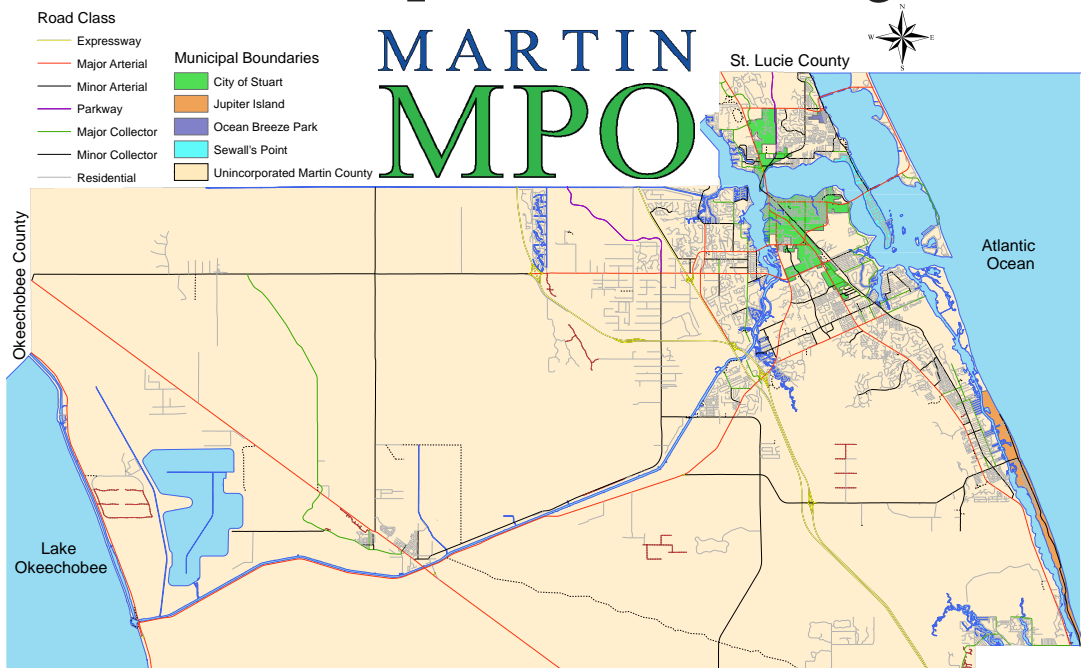 Road Class
Expressway
Major Arterial
Minor Arterial
Parkway
Major Collector
Minor Collector
Residential
Municipal Boundaries
City of Stuart
Jupiter Island
Ocean Breeze Park
Sewall's Point
Unincorporated Martin County
MARTIN
MPO
N
W
E
S
St. Lucie County
Okeechobee County
Atlantic
Ocean
Lake
Okeechobee